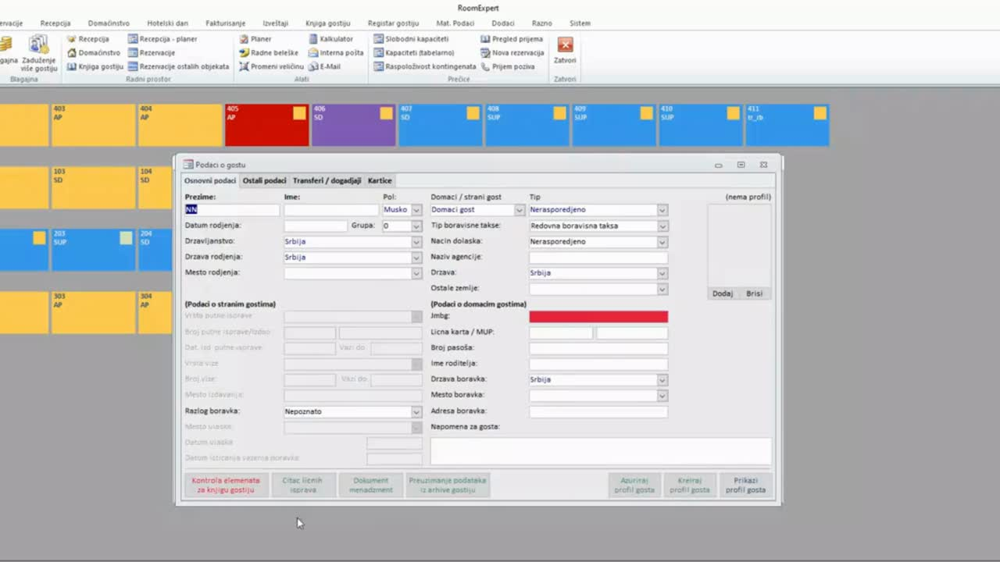 RoomExpert
ervacije Recepcija Domaćinstvo Hotelski dan Fakturisanje Izveštaji Knjiga gostiju Registar gostiju Mat. Podaci Dodaci Razno Sistem
gajna
Zaduženje više gostiju
Blagajna
Recepcija
Domaćinstvo
Knjiga gostiju
Recepcija - planer
Rezervacije
Rezervacije ostalih objekata
Radni prostor
Planer
Radne beleške
Promeni veličinu
Kalkulator
Interna pošta
E-Mail
Alati
Slobodni kapaciteti
Kapaciteti (tabelarno)
Raspoloživost kontingenata
Pregled prijema
Nova rezervacija
Prijem poziva
Prečice
Zatvori
Zatvori
403 AP
404 AP
405 AP
406 SD
407 SD
408 SUP
409 SUP
410 SUP
411 tr_rb
103 SD
104 SD
203 SUP
204 SD
303 AP
304 AP
Podaci o gostu
Osnovni podaci Ostali podaci Transferi / dogadjaji Kartice
Prezime: Ime: Pol: Domaci / strani gost Tip (nema profil)
NN Musko Domaci gost Nerasporedjeno
Datum rodjenja: Grupa: 0 Tip boravisne takse: Redovna boravisna taksa
Drzavljanstvo: Srbija Nacin dolaska: Nerasporedjeno
Drzava rodjenja: Srbija Naziv agencije:
Mesto rodjenja: Drzava: Srbija
Ostale zemlje:
Dodaj Brisi
(Podaci o stranim gostima) (Podaci o domacim gostima)
Vrsta putne isprave Jmbg:
Broj putne isprave/Izdao Licna karta / MUP:
Dat. izd. putne isprave: Vazi do Broj pasoša:
Vrsta vize Ime roditelja:
Broj vize: Vazi do: Drzava boravka: Srbija
Mesto izdavanja: Mesto boravka:
Razlog boravka: Nepoznato Adresa boravka:
Mesto ulaska: Napomena za gosta:
Datum ulaska
Datum isticanja vazenja boravka:
Kontrola elemenata za knjigu gostiju
Citac licnih isprava
Dokument menadzment
Preuzimanje podataka iz arhive gostiju
Azuriraj profil gosta
Kreiraj profil gosta
Prikazi profil gosta